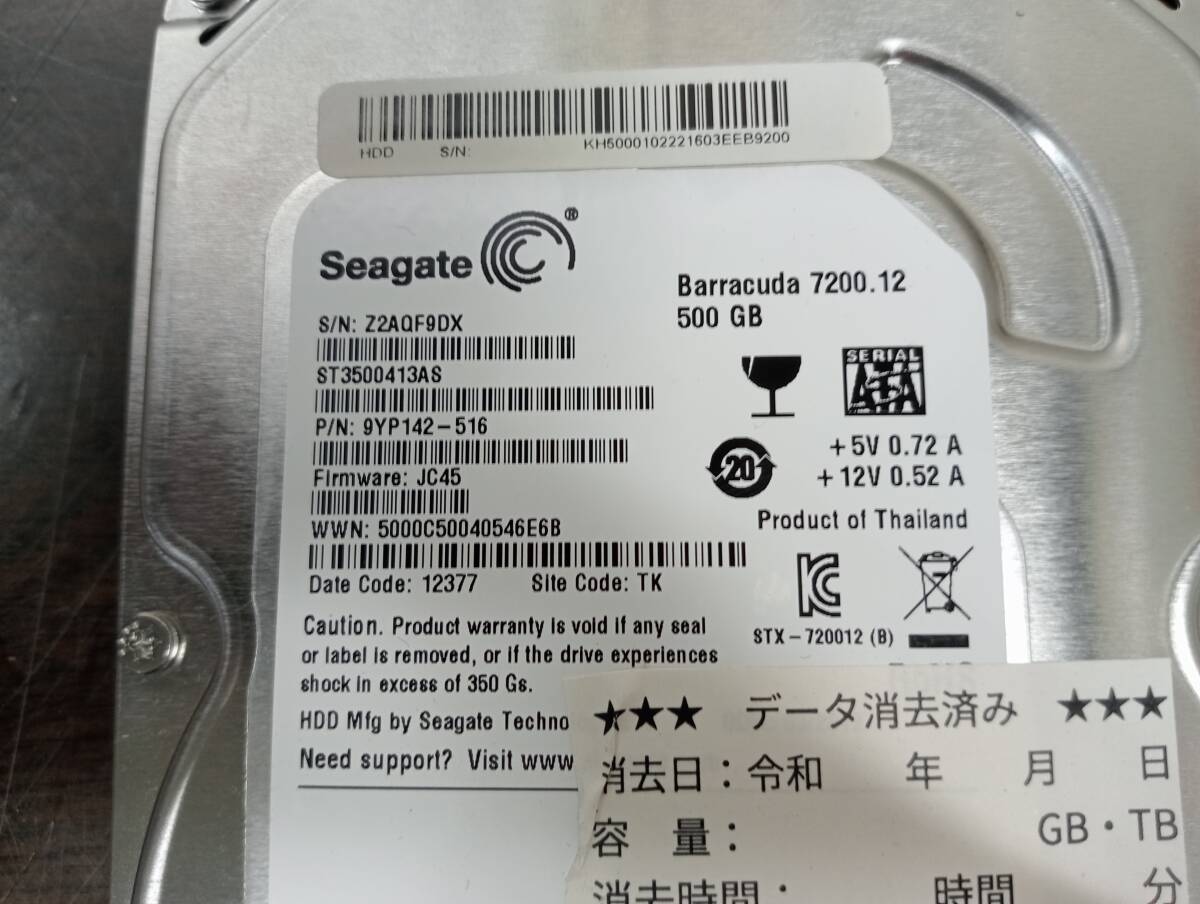 HDD S/N: KH5000102221603EEB9200
Seagate®
Barracuda 7200.12
500 GB
S/N: Z2AQF9DX
ST3500413AS
P/N: 9YP142-516
Firmware: JC45
WWN: 5000C50040546E6B
Date Code: 12377 Site Code: TK
SERIAL
ATA
20
+5V 0.72 A
+12V 0.52 A
Product of Thailand
STX-720012 (B)
Caution. Product warranty is void if any seal
or label is removed, or if the drive experiences
shock in excess of 350 Gs.
HDD Mfg by Seagate Techno
Need support? Visit www
★★★ データ消去済み ★★★
消去日：令和 年 月 日
容 量： GB・TB
消去時間： 時間 分